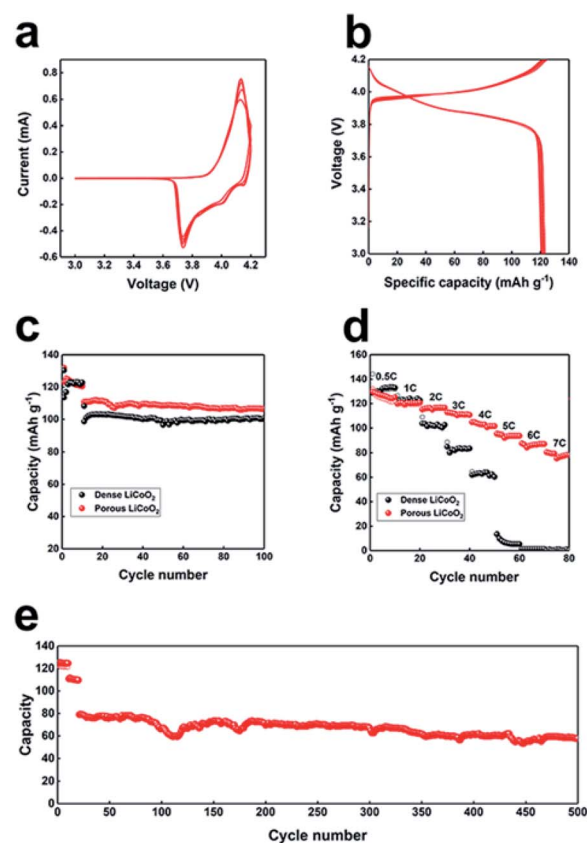 a
0.8
0.6
0.4
0.2
0.0
-0.2
-0.4
-0.6
3.0 3.2 3.4 3.6 3.8 4.0 4.2
Current (mA)
Voltage (V)
b
4.2
4.0
3.8
3.6
3.4
3.2
3.0
0 20 40 60 80 100 120 140
Voltage (V)
Specific capacity (mAh g⁻¹)
c
140
120
100
80
60
40
20
0 20 40 60 80 100
Capacity (mAh g⁻¹)
Dense LiCoO₂
Porous LiCoO₂
Cycle number
d
160
140
120
100
80
60
40
20
0
0 10 20 30 40 50 60 70 80
Capacity (mAh g⁻¹)
0.5C 1C 2C 3C 4C 5C 6C 7C
Dense LiCoO₂
Porous LiCoO₂
Cycle number
e
140
120
100
80
60
40
20
0
0 50 100 150 200 250 300 350 400 450 500
Capacity
Cycle number